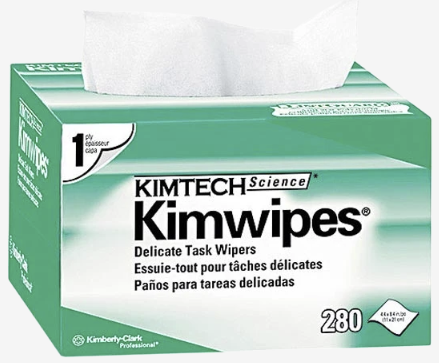 1
ply
épaisseur
capa
Kimwipes®
KIMTECH Science*
Kimwipes®
Delicate Task Wipers
Essuie-tout pour tâches délicates
Paños para tareas delicadas
280
Kimberly-Clark
Professional*